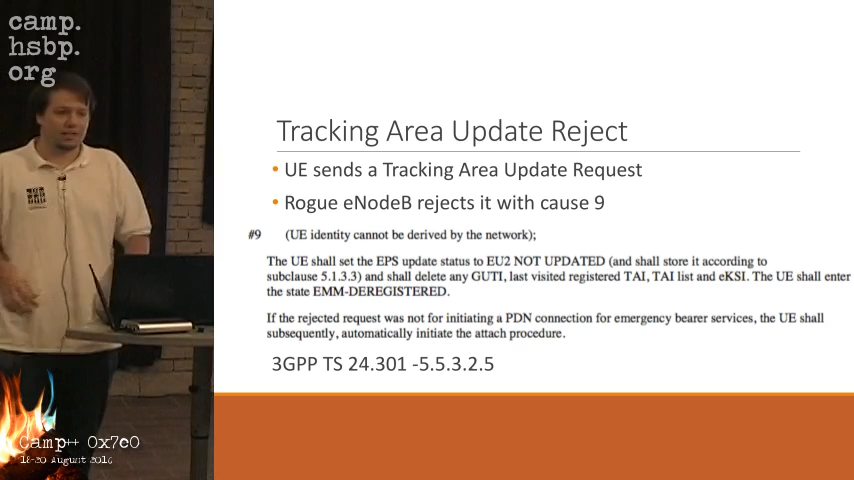 camp.
hsbp.
org
Tracking Area Update Reject
• UE sends a Tracking Area Update Request
• Rogue eNodeB rejects it with cause 9
#9 (UE identity cannot be derived by the network);
The UE shall set the EPS update status to EU2 NOT UPDATED (and shall store it according to
subclause 5.1.3.3) and shall delete any GUTI, last visited registered TAI, TAI list and eKSI. The UE shall enter
the state EMM-DEREGISTERED.
If the rejected request was not for initiating a PDN connection for emergency bearer services, the UE shall
subsequently, automatically initiate the attach procedure.
3GPP TS 24.301 -5.5.3.2.5
Camp++ 0x7e0
18-20 August 2016